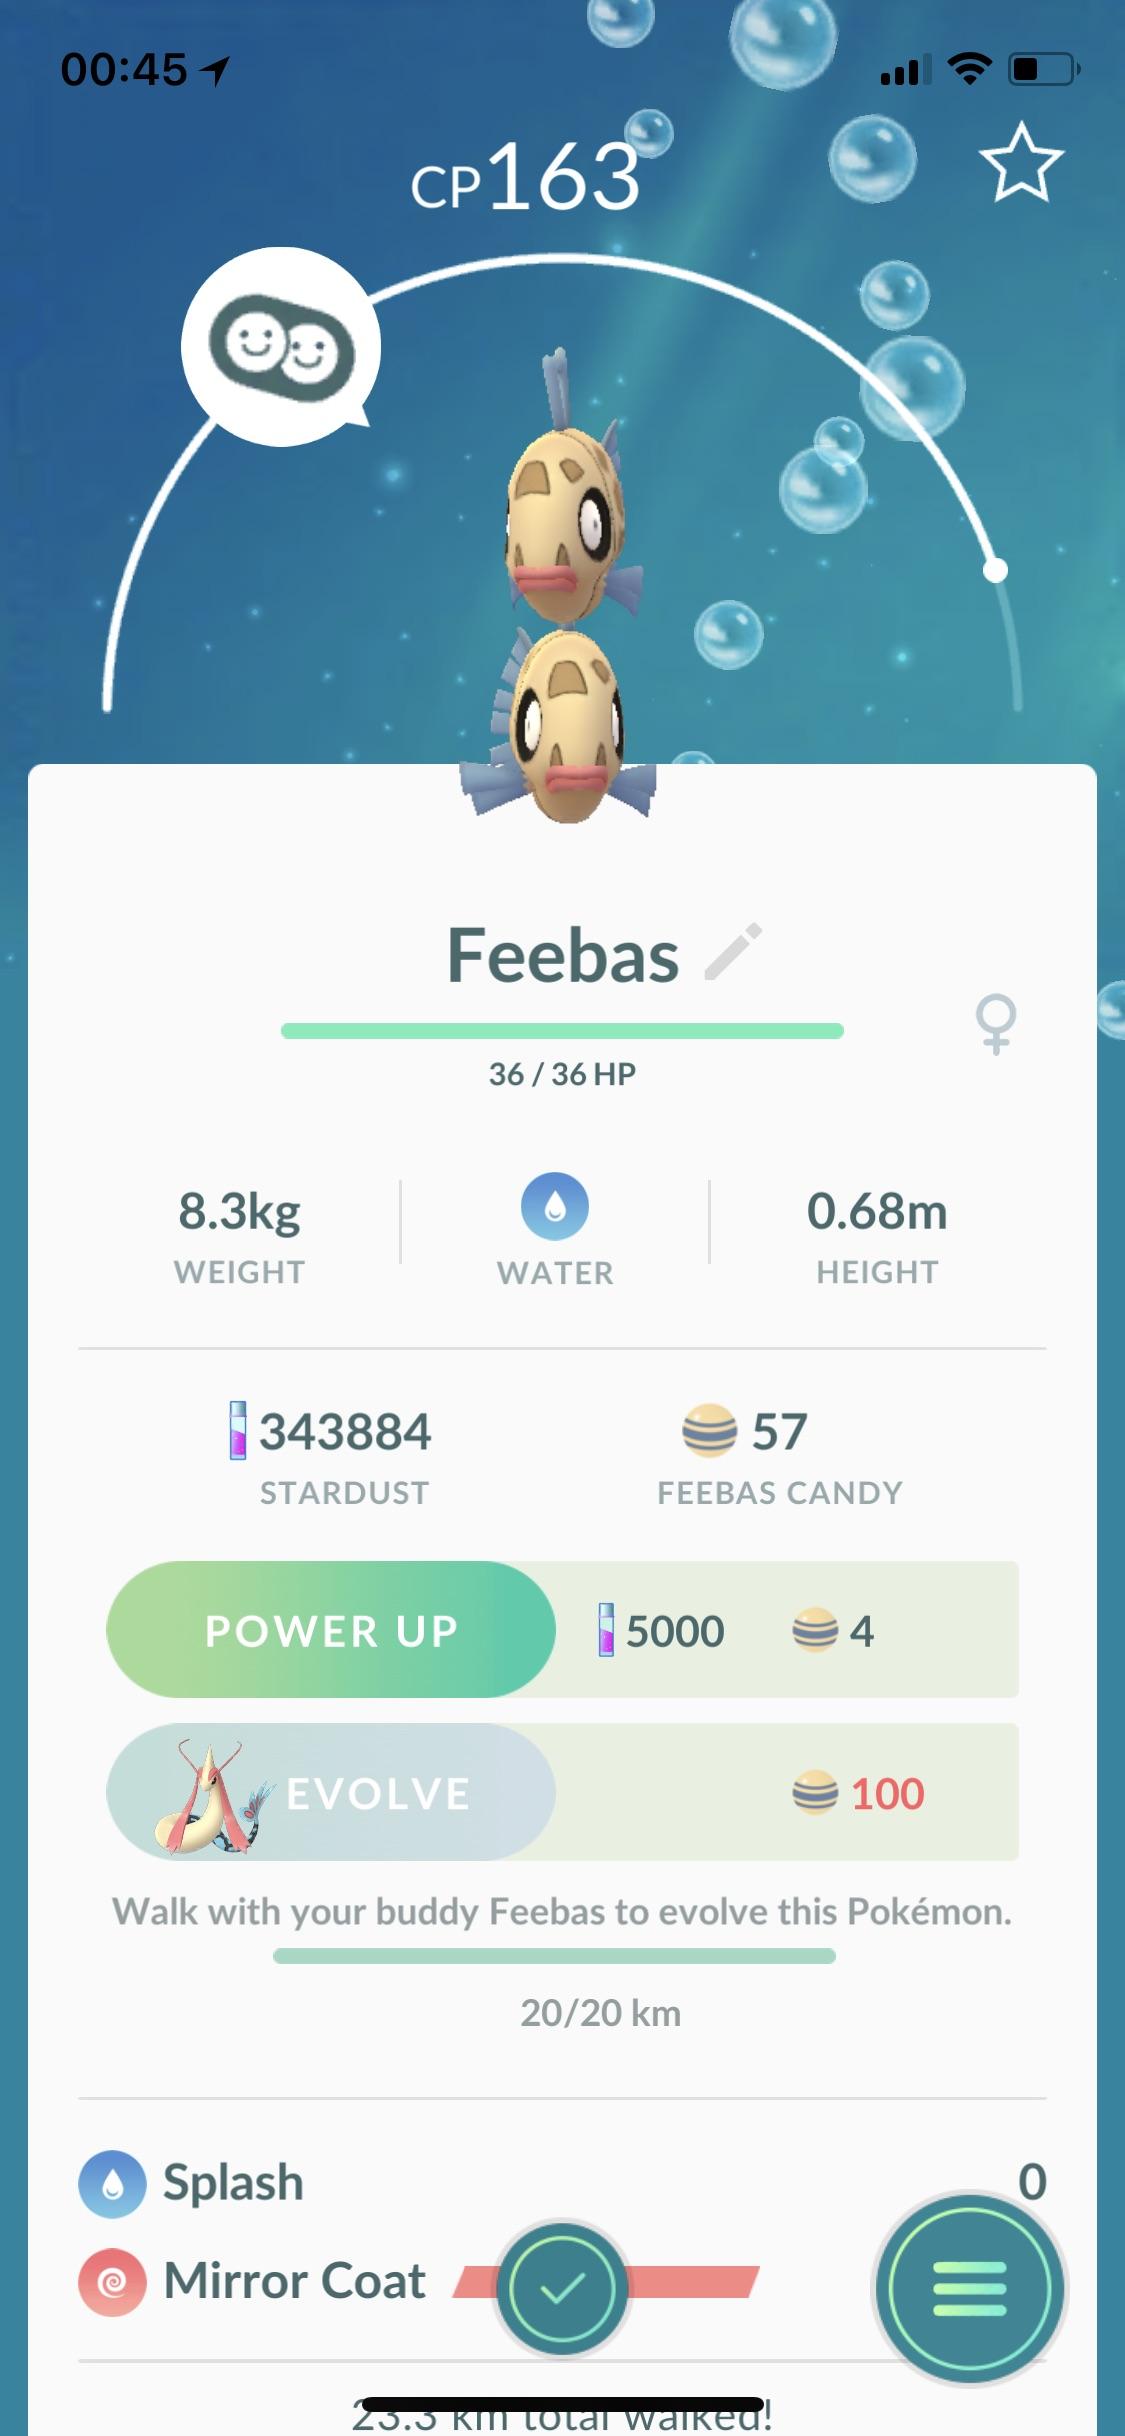 00:45
CP163
Feebas
36 / 36 HP
8.3kg
WEIGHT
WATER
0.68m
HEIGHT
343884
STARDUST
57
FEEBAS CANDY
POWER UP
5000
4
EVOLVE
100
Walk with your buddy Feebas to evolve this Pokémon.
20/20 km
Splash
0
Mirror Coat
23.3 km total walked!